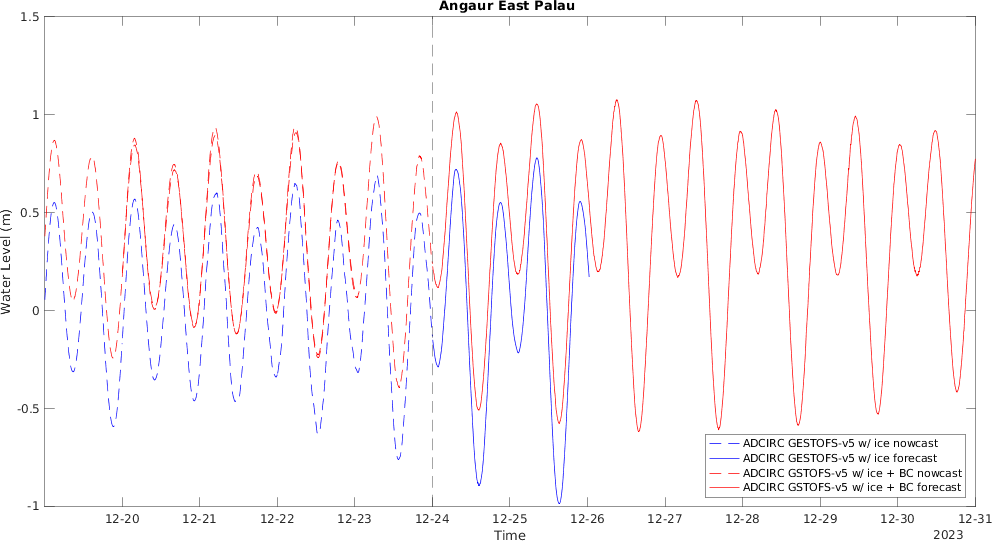 Angaur East Palau
Water Level (m)
1.5
1
0.5
0
-0.5
-1
12-20 12-21 12-22 12-23 12-24 12-25 12-26 12-27 12-28 12-29 12-30 12-31
Time
2023
ADCIRC GESTOFS-v5 w/ ice nowcast
ADCIRC GESTOFS-v5 w/ ice forecast
ADCIRC GSTOFS-v5 w/ ice + BC nowcast
ADCIRC GSTOFS-v5 w/ ice + BC forecast